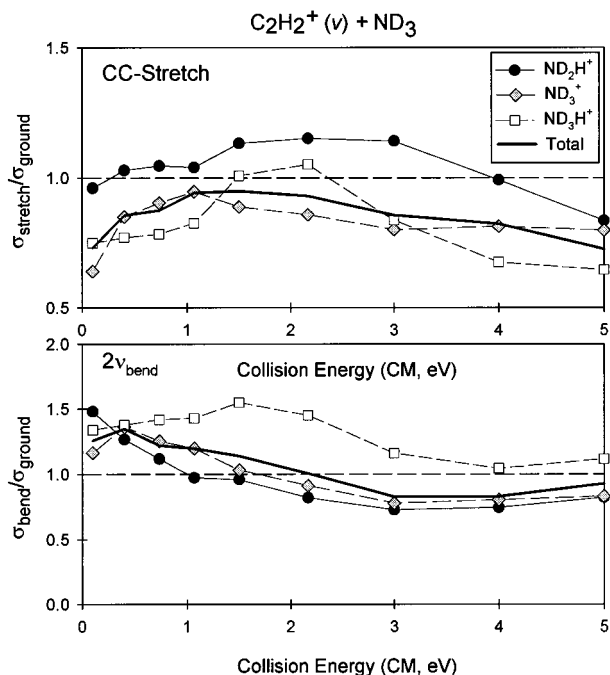 C₂H₂⁺ (v) + ND₃
CC-Stretch
ND₂H⁺
ND₃⁺
ND₃H⁺
Total
σstretch/σground
1.5
1.0
0.5
0 1 2 3 4 5
Collision Energy (CM, eV)
2νbend
σbend/σground
2.0
1.5
1.0
0.5
0.0
0 1 2 3 4 5
Collision Energy (CM, eV)